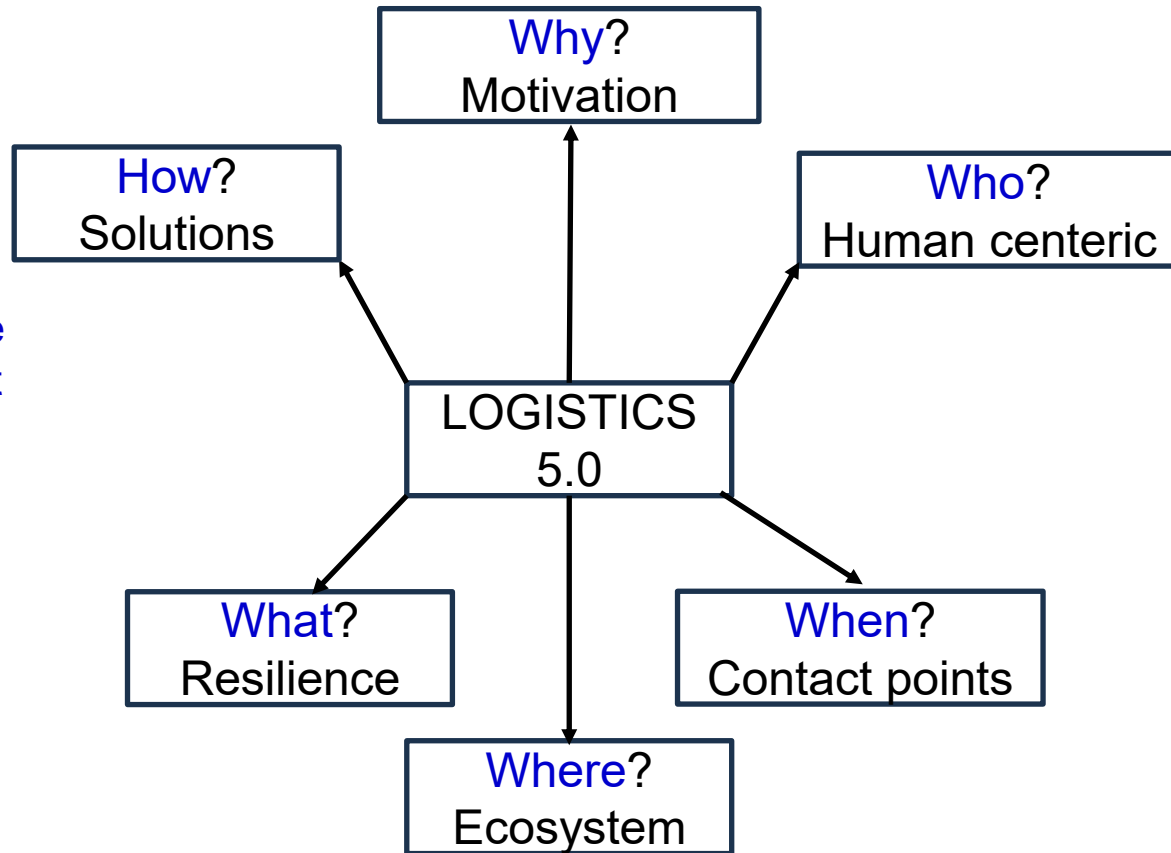 Why?
Motivation
How?
Solutions
Who?
Human centeric
LOGISTICS
5.0
What?
Resilience
When?
Contact points
Where?
Ecosystem